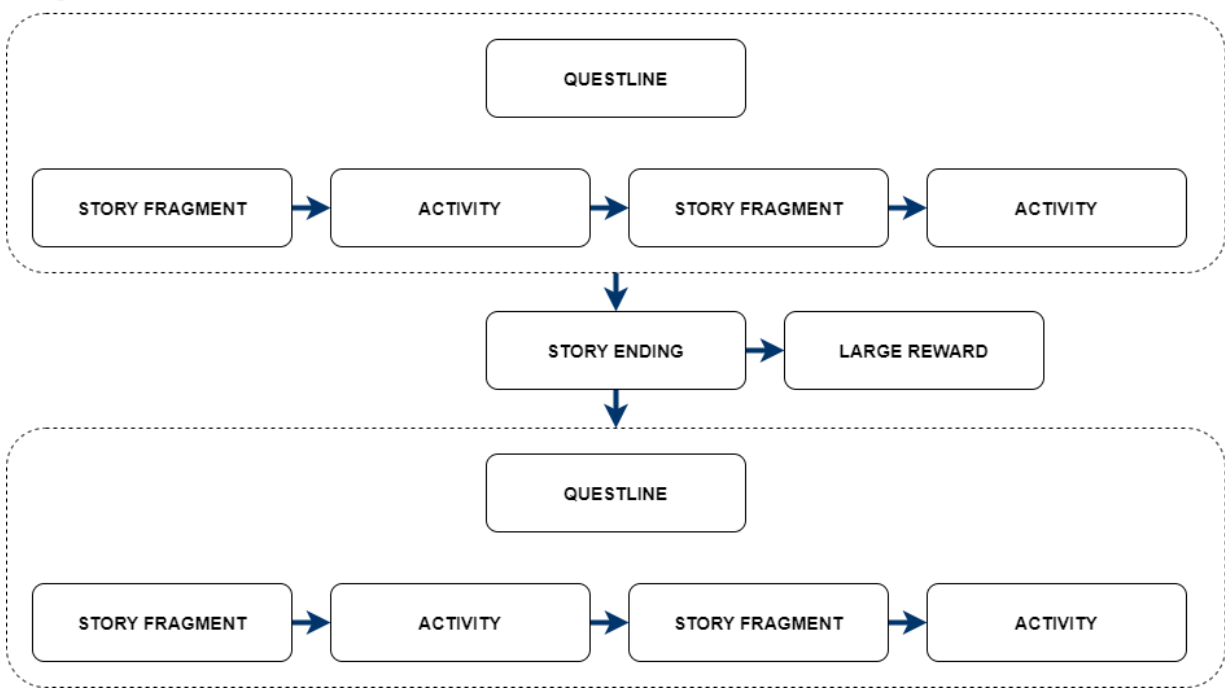 QUESTLINE
STORY FRAGMENT
ACTIVITY
STORY FRAGMENT
ACTIVITY
STORY ENDING
LARGE REWARD
QUESTLINE
STORY FRAGMENT
ACTIVITY
STORY FRAGMENT
ACTIVITY